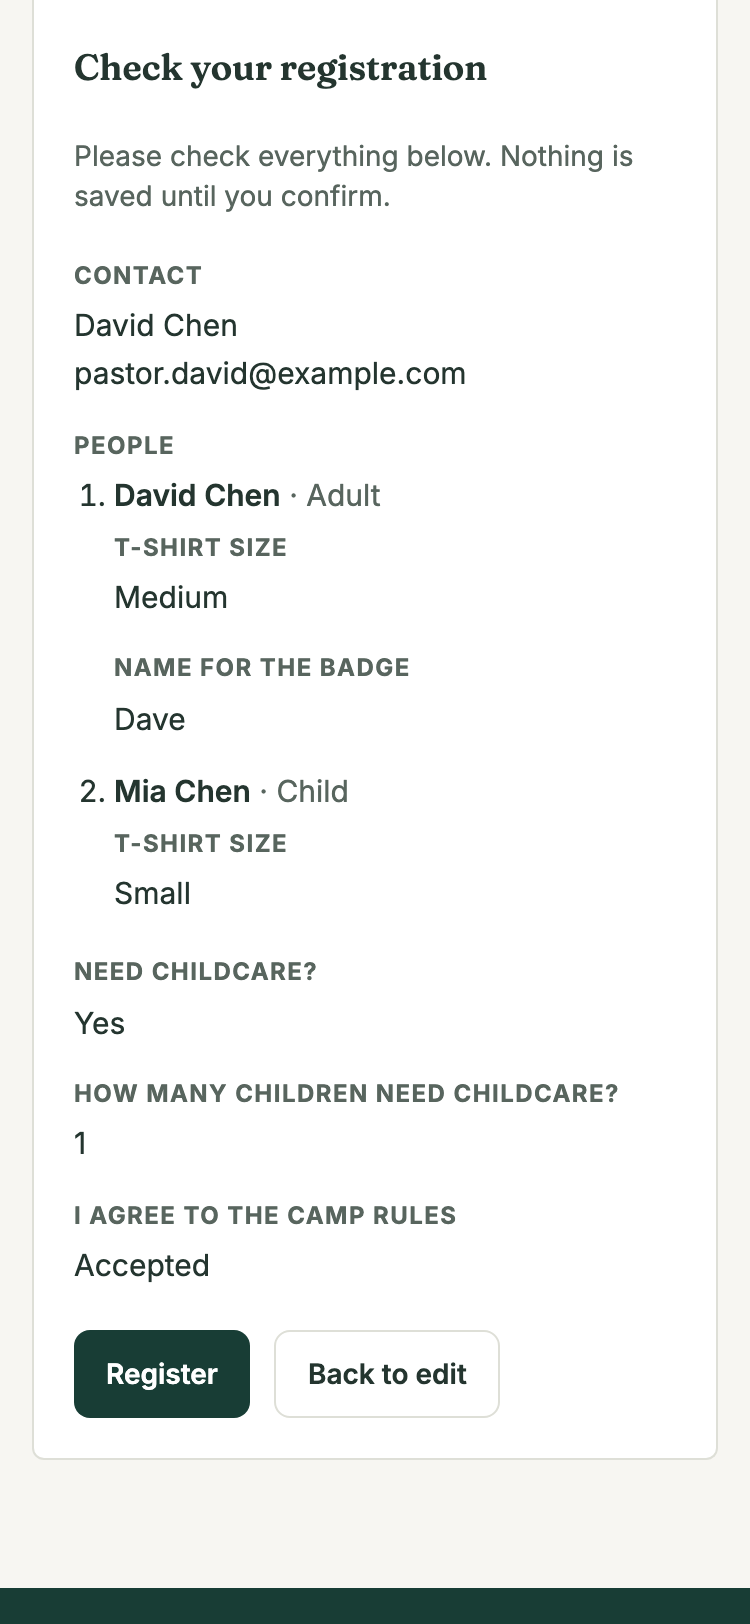 Check your registration
Please check everything below. Nothing is
saved until you confirm.
CONTACT
David Chen
pastor.david@example.com
PEOPLE
1. David Chen · Adult
T-SHIRT SIZE
Medium
NAME FOR THE BADGE
Dave
2. Mia Chen · Child
T-SHIRT SIZE
Small
NEED CHILDCARE?
Yes
HOW MANY CHILDREN NEED CHILDCARE?
1
I AGREE TO THE CAMP RULES
Accepted
Register
Back to edit